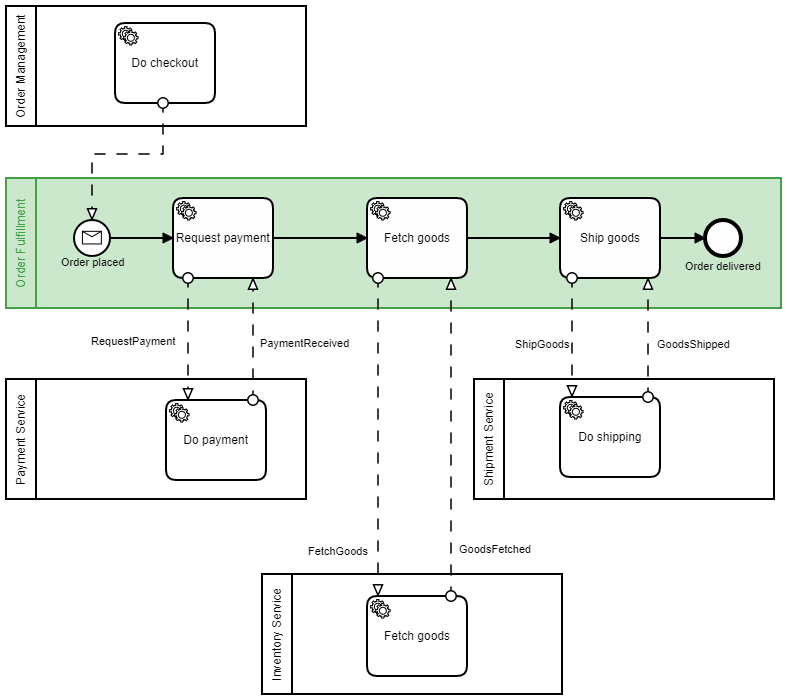 Order Management
Do checkout
Order Fulfillment
Order placed
Request payment
Fetch goods
Ship goods
Order delivered
RequestPayment
PaymentReceived
ShipGoods
GoodsShipped
Payment Service
Do payment
Shipment Service
Do shipping
FetchGoods
GoodsFetched
Inventory Service
Fetch goods